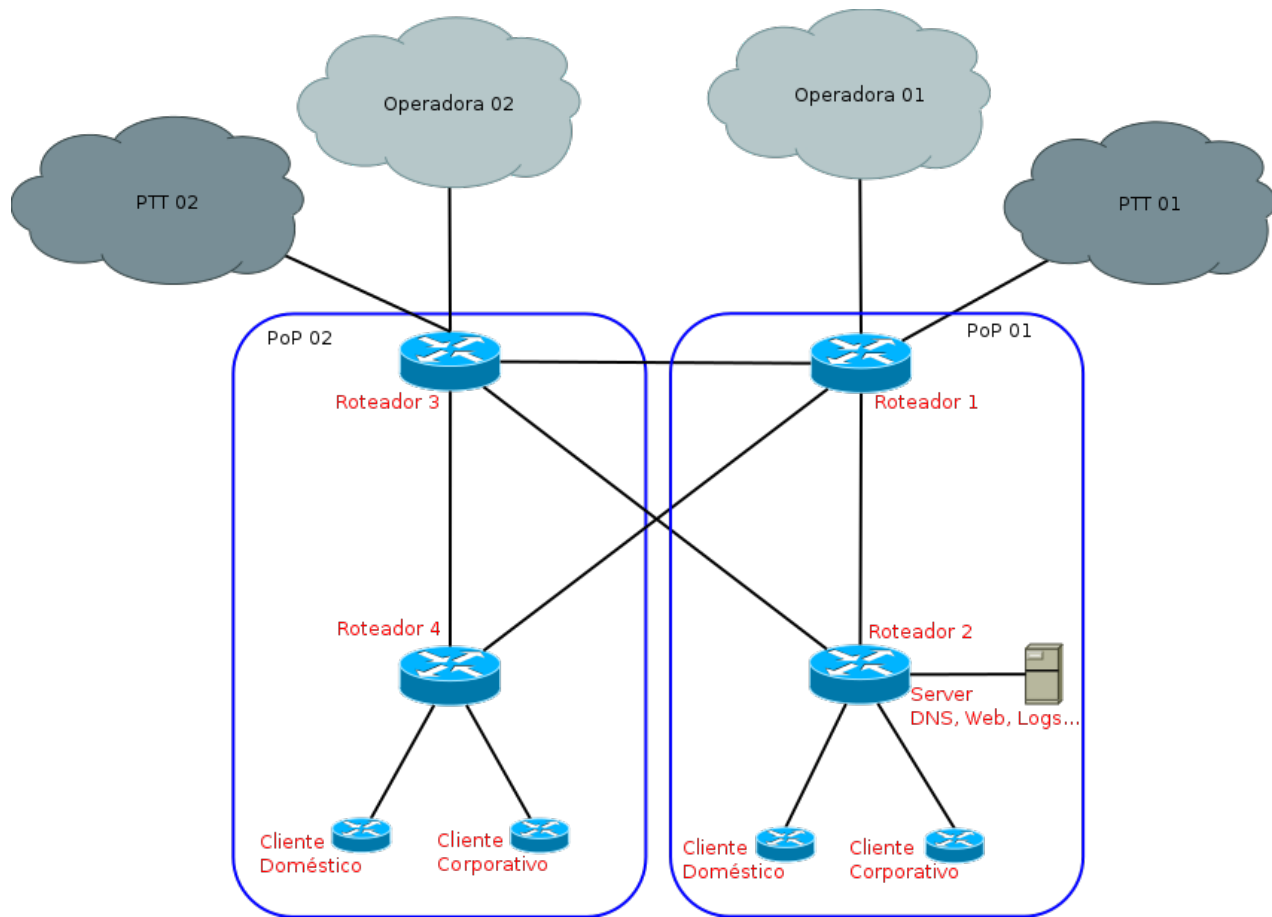 Operadora 02
Operadora 01
PTT 02
PTT 01
PoP 02
PoP 01
Roteador 3
Roteador 1
Roteador 4
Roteador 2
Server
DNS, Web, Logs...
Cliente
Doméstico
Cliente
Corporativo
Cliente
Doméstico
Cliente
Corporativo